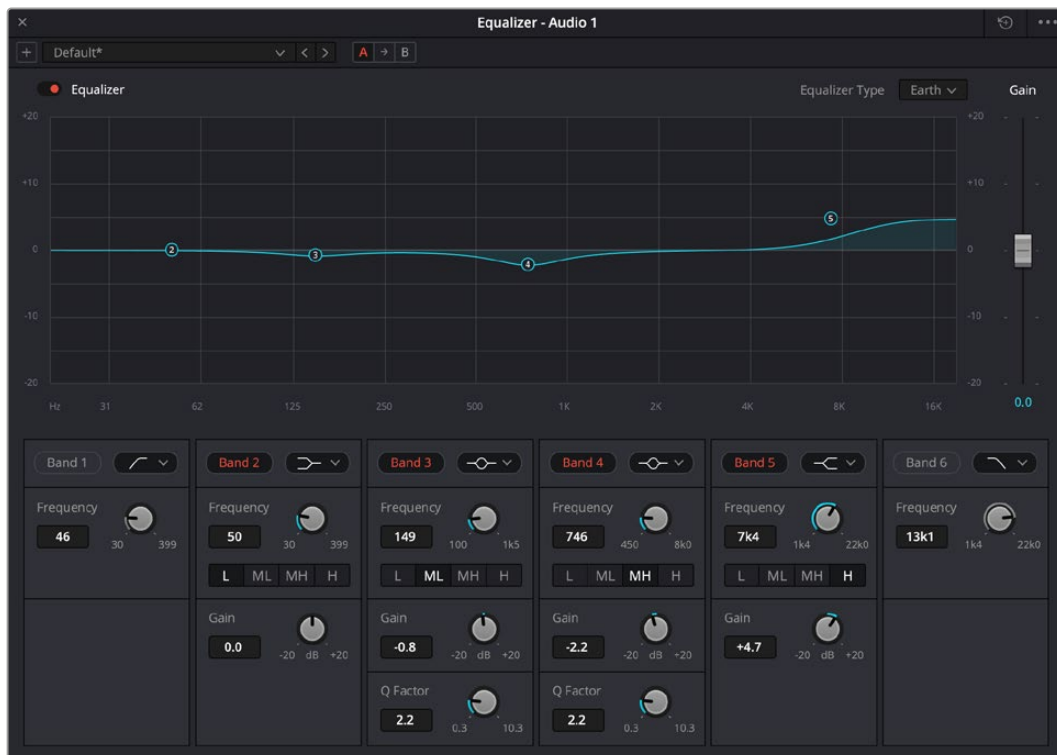 Equalizer - Audio 1
Default*
A B
Equalizer
Equalizer Type Earth Gain
+20 +20
+10 +10
0 0
-10 -10
-20 -20
Hz 31 62 125 250 500 1K 2K 4K 8K 16K
0.0
2 3 4 5
Band 1 Band 2 Band 3 Band 4 Band 5 Band 6
Frequency Frequency Frequency Frequency Frequency Frequency
46 30 399 50 30 399 149 100 1k5 746 450 8k0 7k4 1k4 22k0 13k1 1k4 22k0
L ML MH H L ML MH H L ML MH H L ML MH H
Gain Gain Gain Gain
0.0 -20 dB +20 -0.8 -20 dB +20 -2.2 -20 dB +20 +4.7 -20 dB +20
Q Factor Q Factor
2.2 0.3 10.3 2.2 0.3 10.3